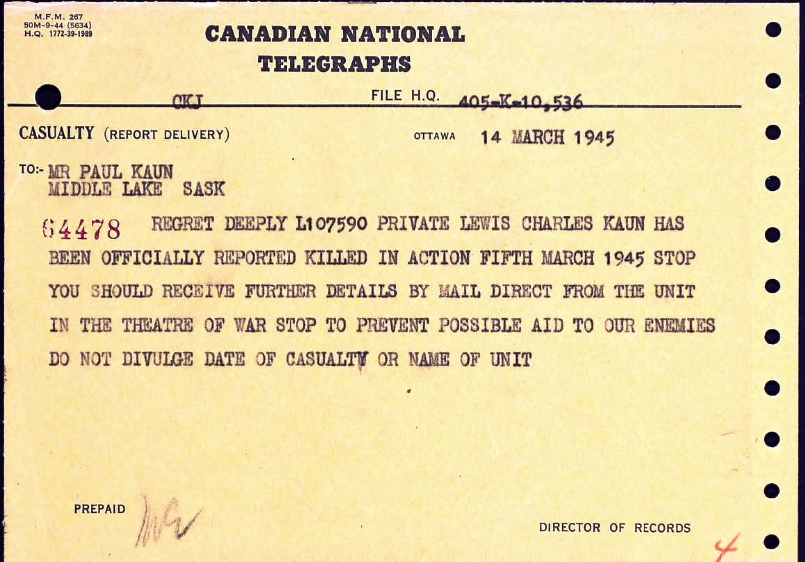 M.F.M. 267
50M-9-44 (5634)
H.Q. 1772-39-1989
CANADIAN NATIONAL
TELEGRAPHS
CKJ FILE H.Q. 405-K-10,536
CASUALTY (REPORT DELIVERY) OTTAWA 14 MARCH 1945
TO:- MR PAUL KAUN
MIDDLE LAKE SASK
64478 REGRET DEEPLY L107590 PRIVATE LEWIS CHARLES KAUN HAS
BEEN OFFICIALLY REPORTED KILLED IN ACTION FIFTH MARCH 1945 STOP
YOU SHOULD RECEIVE FURTHER DETAILS BY MAIL DIRECT FROM THE UNIT
IN THE THEATRE OF WAR STOP TO PREVENT POSSIBLE AID TO OUR ENEMIES
DO NOT DIVULGE DATE OF CASUALTY OR NAME OF UNIT
PREPAID
DIRECTOR OF RECORDS
4